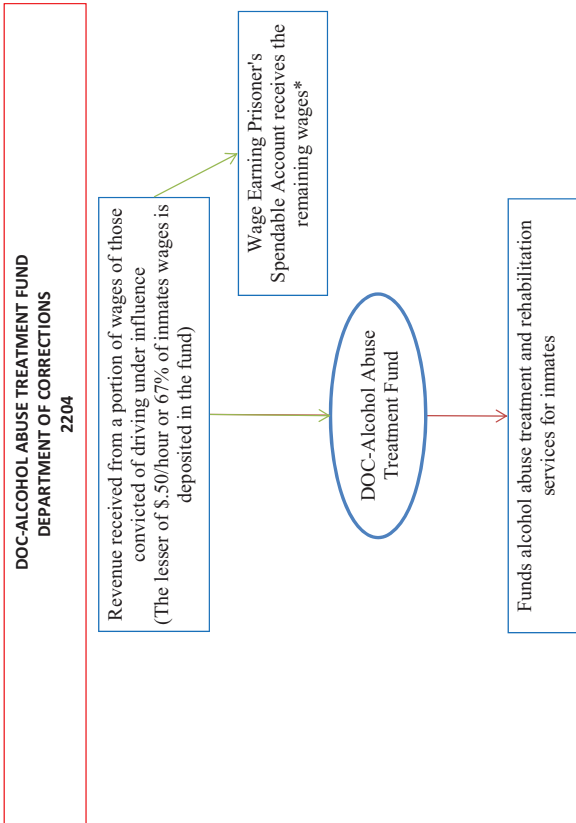 DOC-ALCOHOL ABUSE TREATMENT FUND
DEPARTMENT OF CORRECTIONS
2204
Revenue received from a portion of wages of those
convicted of driving under influence
(The lesser of $.50/hour or 67% of inmates wages is
deposited in the fund)
Wage Earning Prisoner's
Spendable Account receives the
remaining wages*
DOC-Alcohol Abuse
Treatment Fund
Funds alcohol abuse treatment and rehabilitation
services for inmates